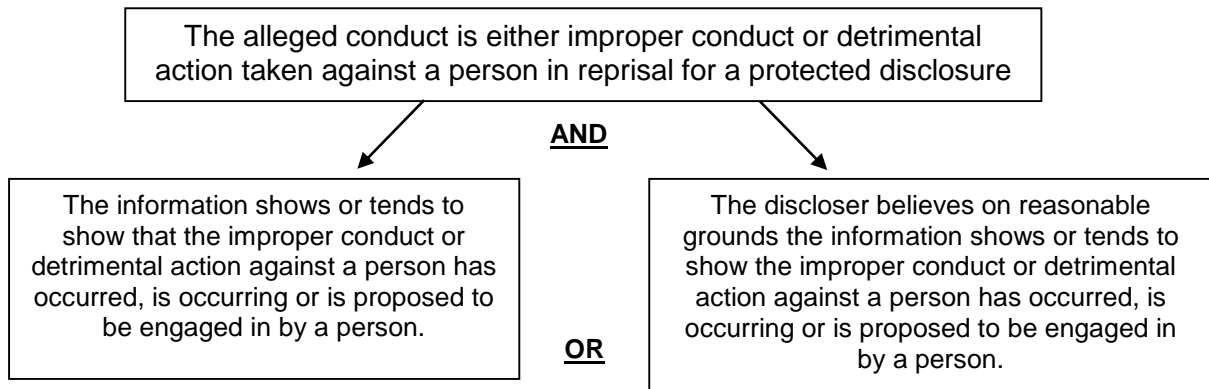 The alleged conduct is either improper conduct or detrimental
action taken against a person in reprisal for a protected disclosure
AND
The information shows or tends to
show that the improper conduct or
detrimental action against a person has
occurred, is occurring or is proposed to
be engaged in by a person.
OR
The discloser believes on reasonable
grounds the information shows or tends to
show the improper conduct or detrimental
action against a person has occurred, is
occurring or is proposed to be engaged in
by a person.